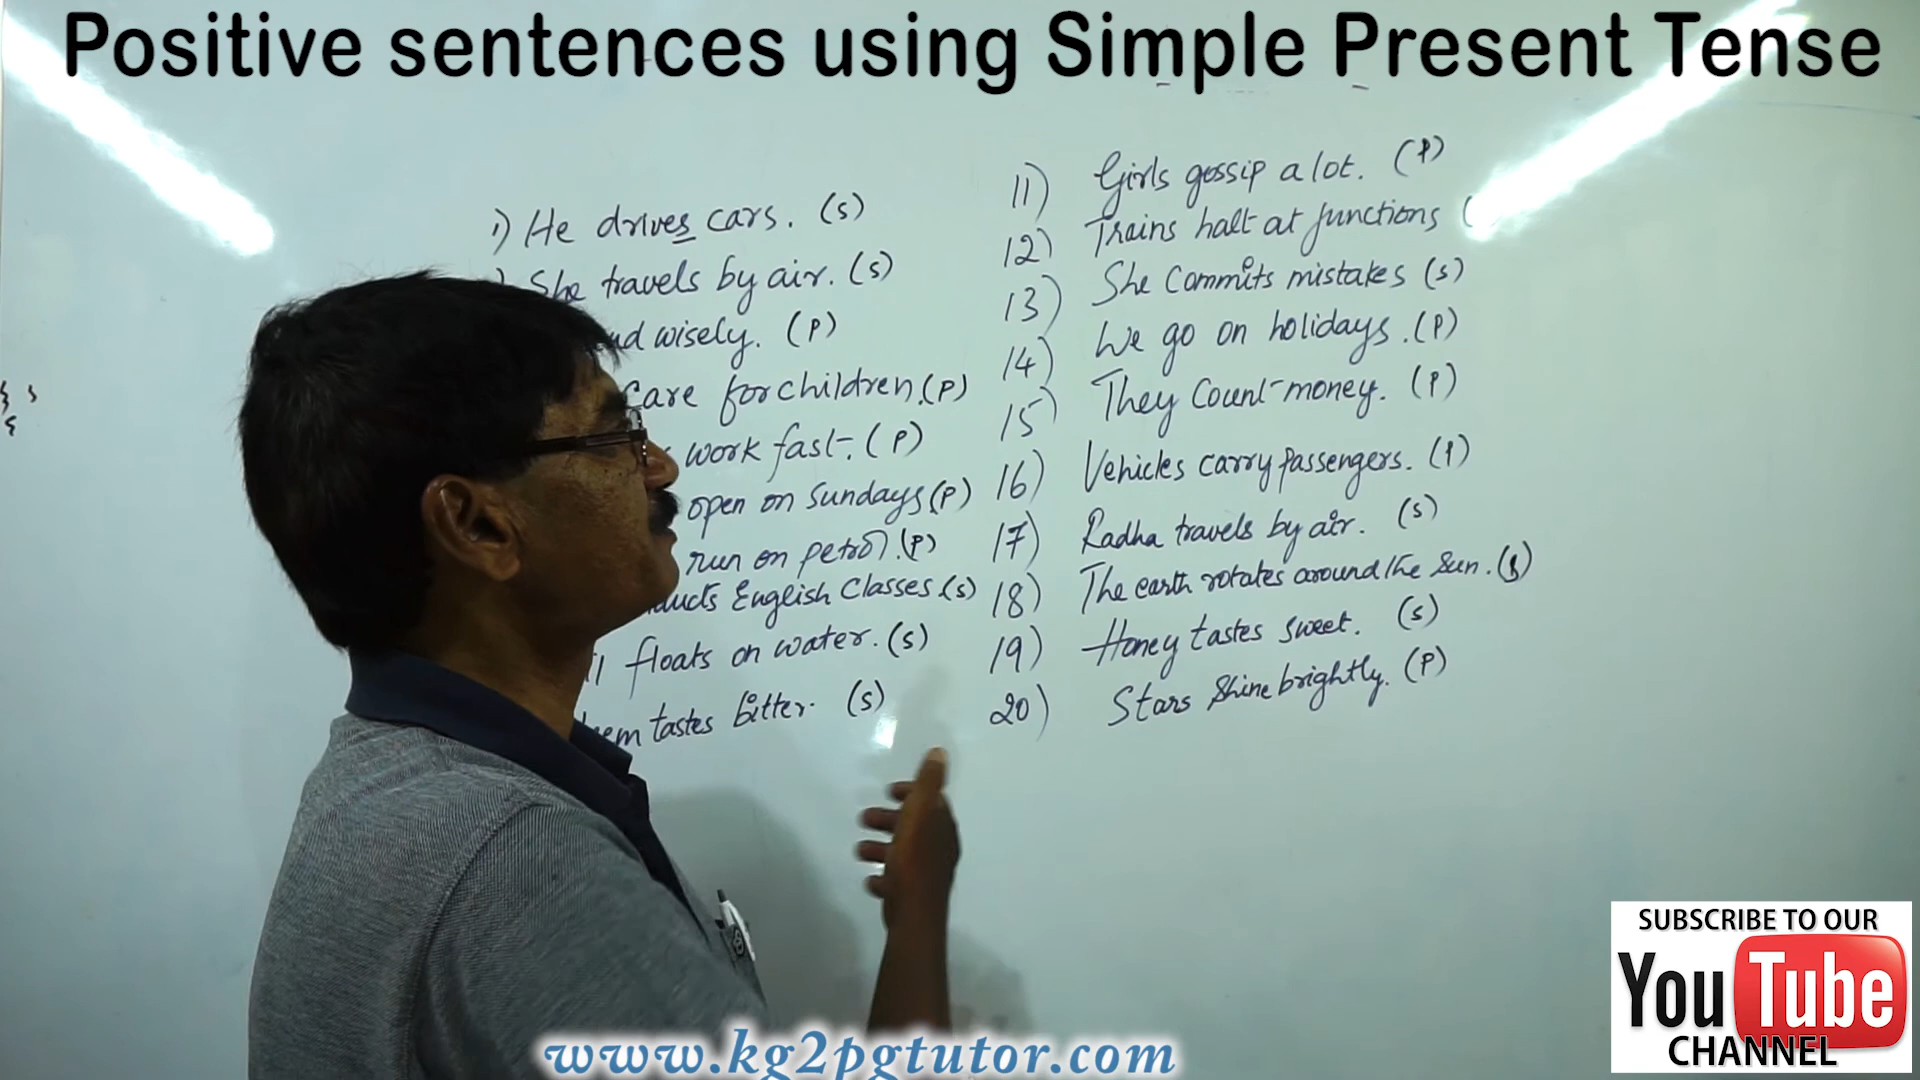 Positive sentences using Simple Present Tense
1) He drives cars. (S)
) She travels by air. (S)
wisely. (P)
care for children. (P)
work fast. (P)
open on Sundays (P)
run on petrol. (P)
English Classes. (S)
floats on water. (S)
tastes bitter. (S)
11) Girls gossip a lot. (P)
12) Trains halt at junctions (
13) She Commits mistakes (S)
14) We go on holidays. (P)
15) They Count money. (P)
16) Vehicles carry passengers. (P)
17) Radha travels by air. (S)
18) The earth rotates around the Sun. (S)
19) Honey tastes sweet. (S)
20) Stars Shine brightly. (P)
SUBSCRIBE TO OUR
YouTube
CHANNEL
www.kg2pgtutor.com